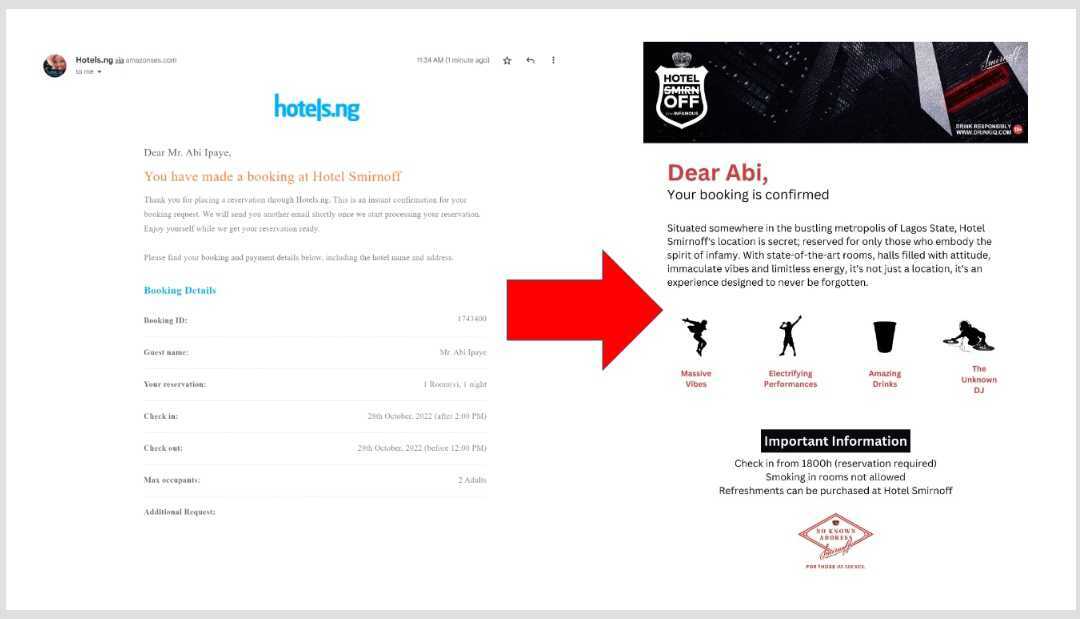 Hotels.ng via amazonses.com
to me
11:34 AM (1 minute ago)
hotels.ng
Dear Mr. Abi Ipaye,
You have made a booking at Hotel Smirnoff
Thank you for placing a reservation through Hotels.ng. This is an instant confirmation for your
booking request. We will send you another email shortly once we start processing your reservation.
Enjoy yourself while we get your reservation ready.
Please find your booking and payment details below, including the hotel name and address.
Booking Details
Booking ID: 1743400
Guest name: Mr. Abi Ipaye
Your reservation: 1 Room(s), 1 night
Check in: 28th October, 2022 (after 2:00 PM)
Check out: 29th October, 2022 (before 12:00 PM)
Max occupants: 2 Adults
Additional Request:
HOTEL
SMIRN
OFF
INFAMOUS
Smirnoff
DRINK RESPONSIBLY
WWW.DRINKIQ.COM 18+
Dear Abi,
Your booking is confirmed
Situated somewhere in the bustling metropolis of Lagos State, Hotel
Smirnoff's location is secret; reserved for only those who embody the
spirit of infamy. With state-of-the-art rooms, halls filled with attitude,
immaculate vibes and limitless energy, it's not just a location, it's an
experience designed to never be forgotten.
Massive
Vibes
Electrifying
Performances
Amazing
Drinks
The
Unknown
DJ
Important Information
Check in from 1800h (reservation required)
Smoking in rooms not allowed
Refreshments can be purchased at Hotel Smirnoff
NO KNOWN
ADDRESS
Smirnoff
FOR THOSE